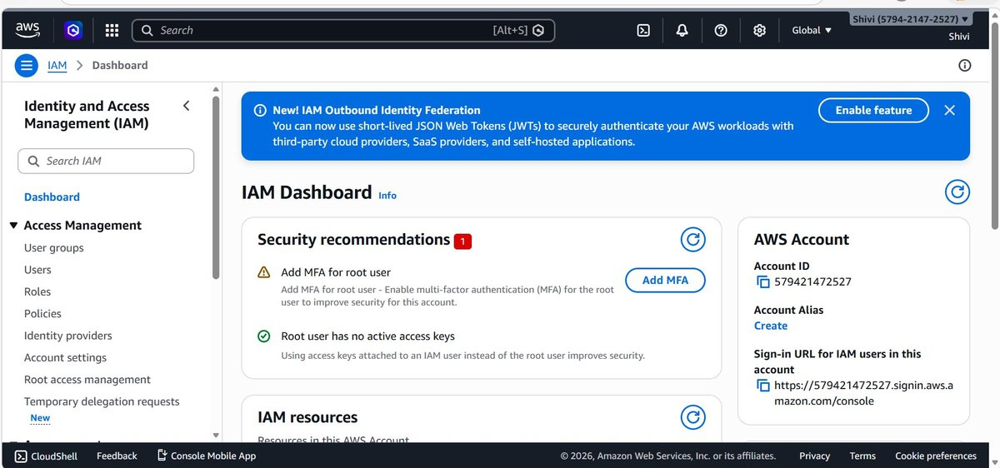 aws
Search
[Alt+S]
Global ▼
Shivi (5794-2147-2527) ▼
Shivi
IAM
Dashboard
Identity and Access
Management (IAM)
Search IAM
Dashboard
Access Management
User groups
Users
Roles
Policies
Identity providers
Account settings
Root access management
Temporary delegation requests
New
New! IAM Outbound Identity Federation
You can now use short-lived JSON Web Tokens (JWTs) to securely authenticate your AWS workloads with
third-party cloud providers, SaaS providers, and self-hosted applications.
Enable feature
IAM Dashboard Info
Security recommendations 1
Add MFA for root user
Add MFA for root user - Enable multi-factor authentication (MFA) for the root
user to improve security for this account.
Add MFA
Root user has no active access keys
Using access keys attached to an IAM user instead of the root user improves security.
IAM resources
Resources in this AWS Account
AWS Account
Account ID
579421472527
Account Alias
Create
Sign-in URL for IAM users in this
account
https://579421472527.signin.aws.a
mazon.com/console
CloudShell
Feedback
Console Mobile App
© 2026, Amazon Web Services, Inc. or its affiliates.
Privacy
Terms
Cookie preferences